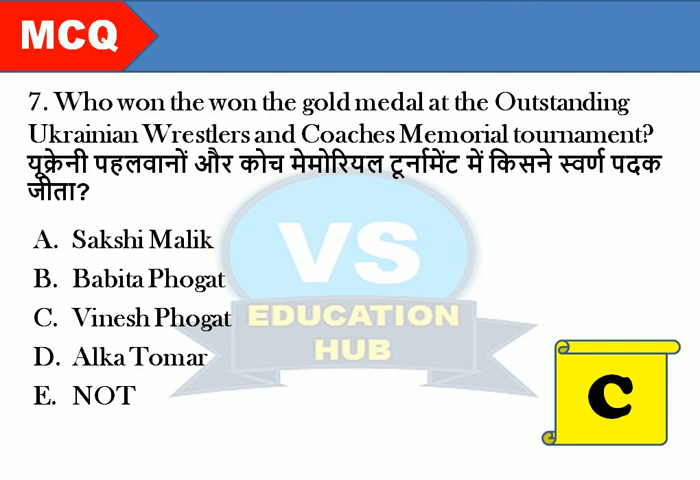 MCQ
7. Who won the won the gold medal at the Outstanding
Ukrainian Wrestlers and Coaches Memorial tournament?
यूक्रेनी पहलवानों और कोच मेमोरियल टूर्नामेंट में किसने स्वर्ण पदक
जीता?
A. Sakshi Malik
B. Babita Phogat
C. Vinesh Phogat
D. Alka Tomar
E. NOT
VS
EDUCATION
HUB
C